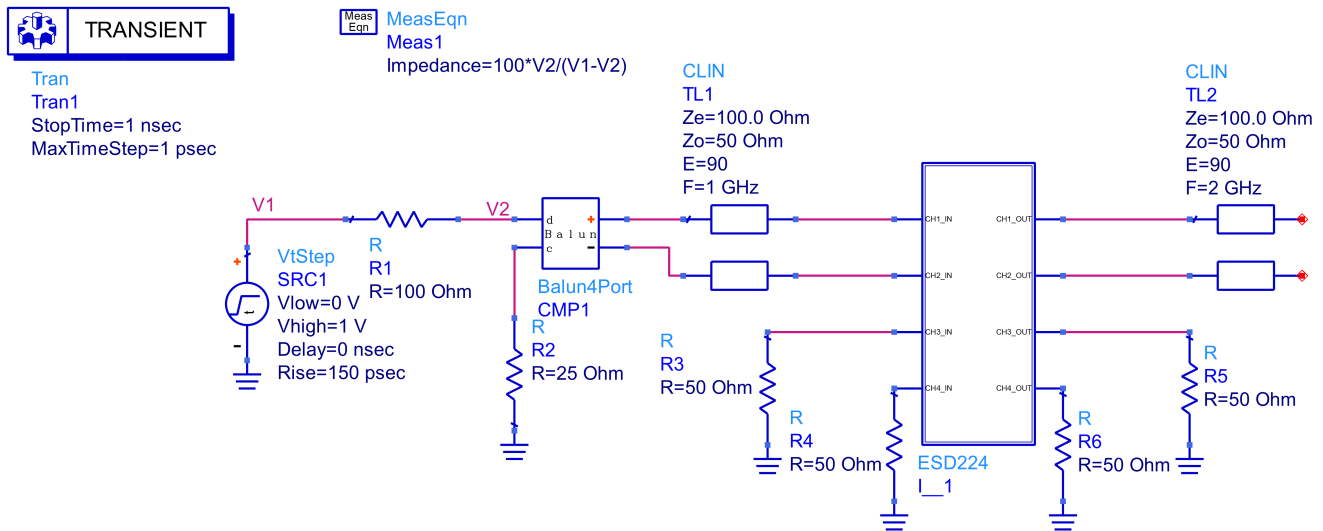 TRANSIENT
Tran
Tran1
StopTime=1 nsec
MaxTimeStep=1 psec
Meas
Eqn
MeasEqn
Meas1
Impedance=100*V2/(V1-V2)
CLIN
TL1
Ze=100.0 Ohm
Zo=50 Ohm
E=90
F=1 GHz
CLIN
TL2
Ze=100.0 Ohm
Zo=50 Ohm
E=90
F=2 GHz
V1
V2
R
R1
R=100 Ohm
+
t
-
VtStep
SRC1
Vlow=0 V
Vhigh=1 V
Delay=0 nsec
Rise=150 psec
d +
Balun
c -
Balun4Port
CMP1
R
R2
R=25 Ohm
CH1_IN CH1_OUT
CH2_IN CH2_OUT
CH3_IN CH3_OUT
CH4_IN CH4_OUT
R
R3
R=50 Ohm
R
R4
R=50 Ohm
ESD224
I__1
R
R5
R=50 Ohm
R
R6
R=50 Ohm